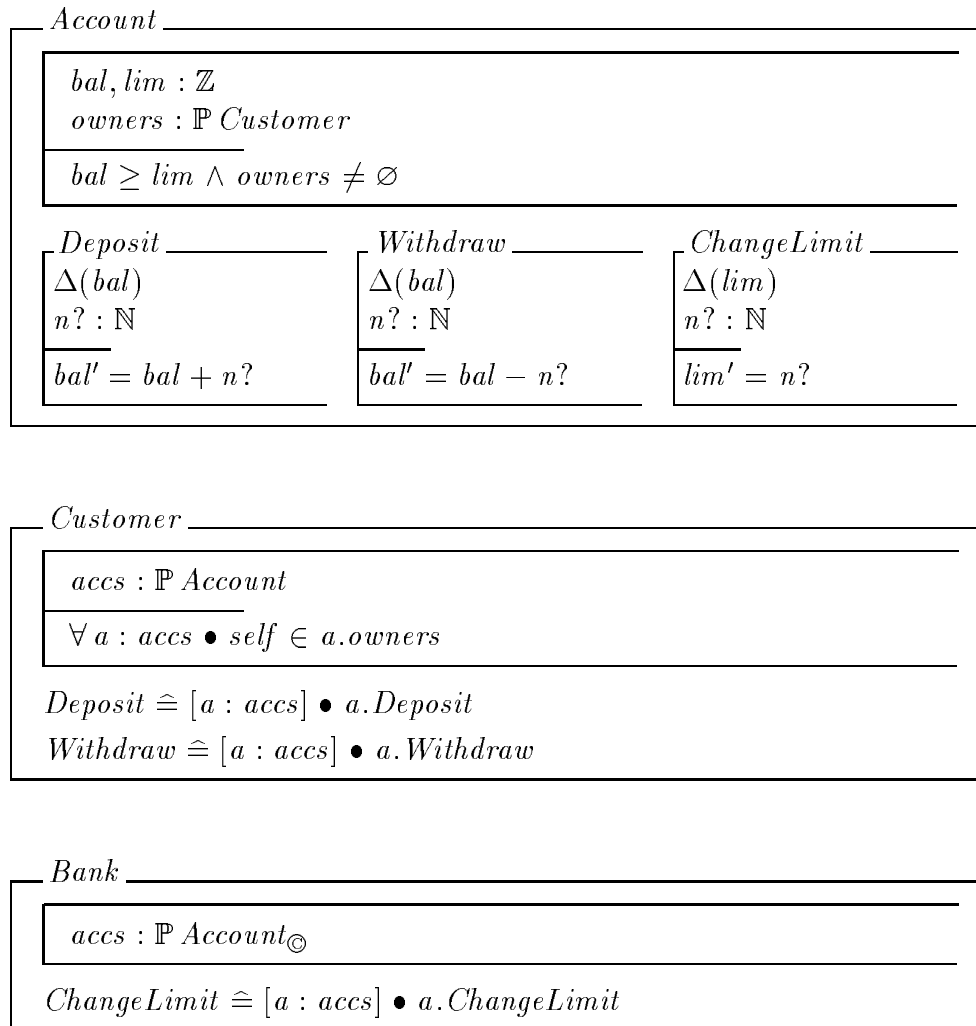 Account
bal, lim : ℤ
owners : ℙ Customer
bal ≥ lim ∧ owners ≠ ∅
Deposit Withdraw ChangeLimit
Δ(bal) Δ(bal) Δ(lim)
n? : ℕ n? : ℕ n? : ℕ
bal′ = bal + n? bal′ = bal − n? lim′ = n?
Customer
accs : ℙ Account
∀ a : accs • self ∈ a.owners
Deposit ≙ [a : accs] • a.Deposit
Withdraw ≙ [a : accs] • a.Withdraw
Bank
accs : ℙ Account©
ChangeLimit ≙ [a : accs] • a.ChangeLimit